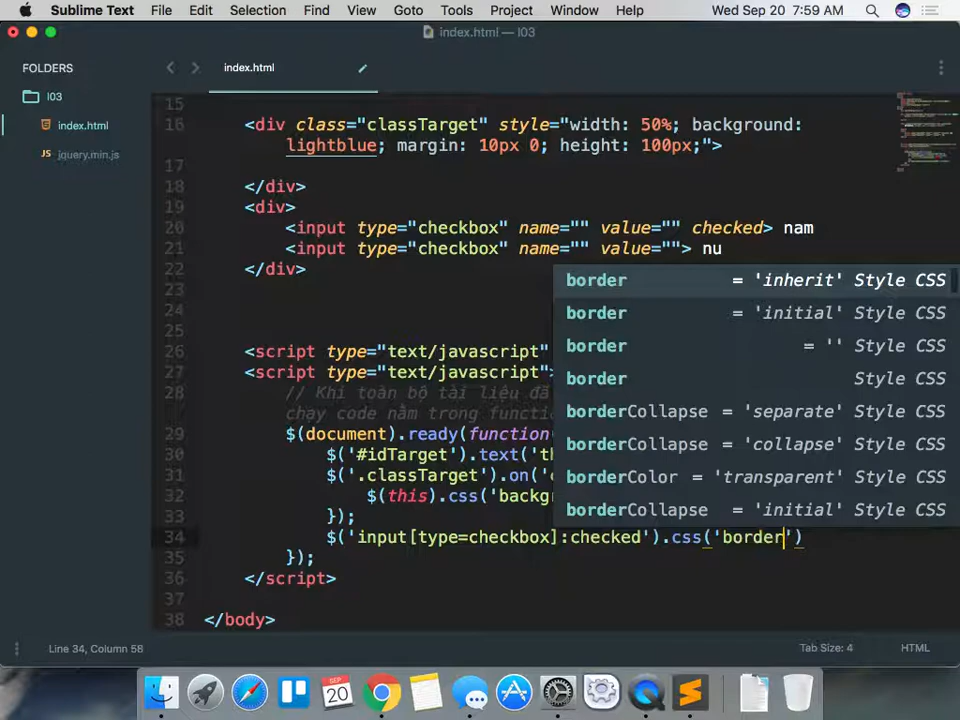 Sublime Text File Edit Selection Find View Goto Tools Project Window Help Wed Sep 20 7:59 AM
index.html — l03
FOLDERS
l03
index.html
jquery.min.js
index.html
15
16 <div class="classTarget" style="width: 50%; background:
lightblue; margin: 10px 0; height: 100px;">
17
18 </div>
19 <div>
20 <input type="checkbox" name="" value="" checked> nam
21 <input type="checkbox" name="" value=""> nu
22 </div>
23
24
25
26 <script type="text/javascript"
27 <script type="text/javascript">
28 // Khi toàn bộ tài liệu đã
chạy code nằm trong functio
29 $(document).ready(function
30 $('#idTarget').text('th
31 $('.classTarget').on('c
32 $(this).css('backg
33 });
34 $('input[type=checkbox]:checked').css('border')
35 });
36 </script>
37
38 </body>
border = 'inherit' Style CSS
border = 'initial' Style CSS
border = '' Style CSS
border Style CSS
borderCollapse = 'separate' Style CSS
borderCollapse = 'collapse' Style CSS
borderColor = 'transparent' Style CSS
borderCollapse = 'initial' Style CSS
Line 34, Column 58
Tab Size: 4
HTML
SEP
20